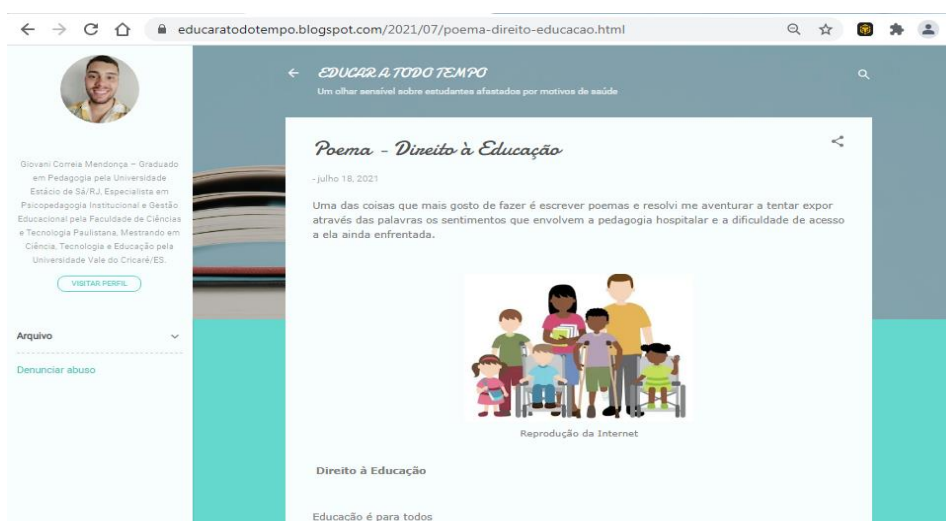 educaratodotempo.blogspot.com/2021/07/poema-direito-educacao.html
EDUCAR A TODO TEMPO
Um olhar sensível sobre estudantes afastados por motivos de saúde
Giovani Correia Mendonça – Graduado
em Pedagogia pela Universidade
Estácio de Sá/RJ, Especialista em
Psicopedagogia Institucional e Gestão
Educacional pela Faculdade de Ciências
e Tecnologia Paulistana, Mestrando em
Ciência, Tecnologia e Educação pela
Universidade Vale do Cricaré/ES.
VISITAR PERFIL
Arquivo
Denunciar abuso
Poema - Direito à Educação
- julho 18, 2021
Uma das coisas que mais gosto de fazer é escrever poemas e resolvi me aventurar a tentar expor
através das palavras os sentimentos que envolvem a pedagogia hospitalar e a dificuldade de acesso
a ela ainda enfrentada.
Reprodução da Internet
Direito à Educação
Educação é para todos